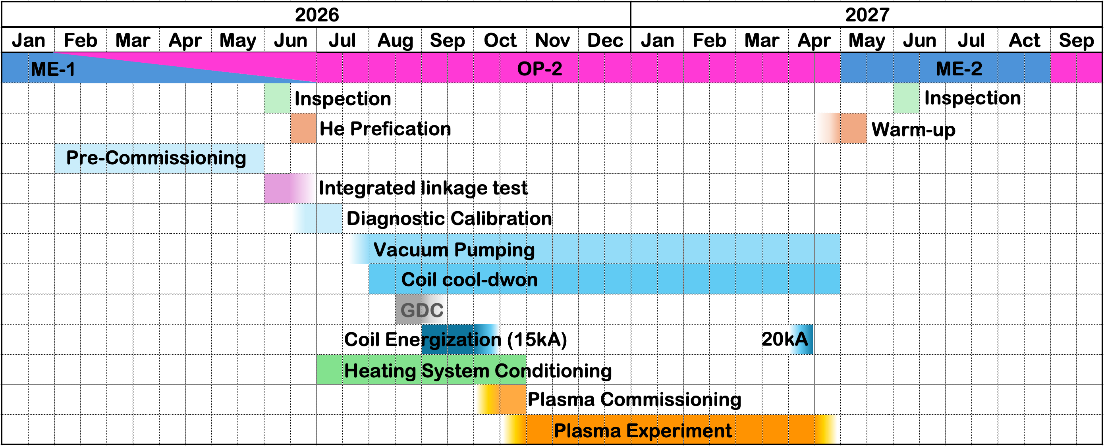 2026 2027
Jan Feb Mar Apr May Jun Jul Aug Sep Oct Nov Dec Jan Feb Mar Apr May Jun Jul Act Sep
ME-1 OP-2 ME-2
Inspection Inspection
He Prefication Warm-up
Pre-Commissioning
Integrated linkage test
Diagnostic Calibration
Vacuum Pumping
Coil cool-dwon
GDC
Coil Energization (15kA) 20kA
Heating System Conditioning
Plasma Commissioning
Plasma Experiment